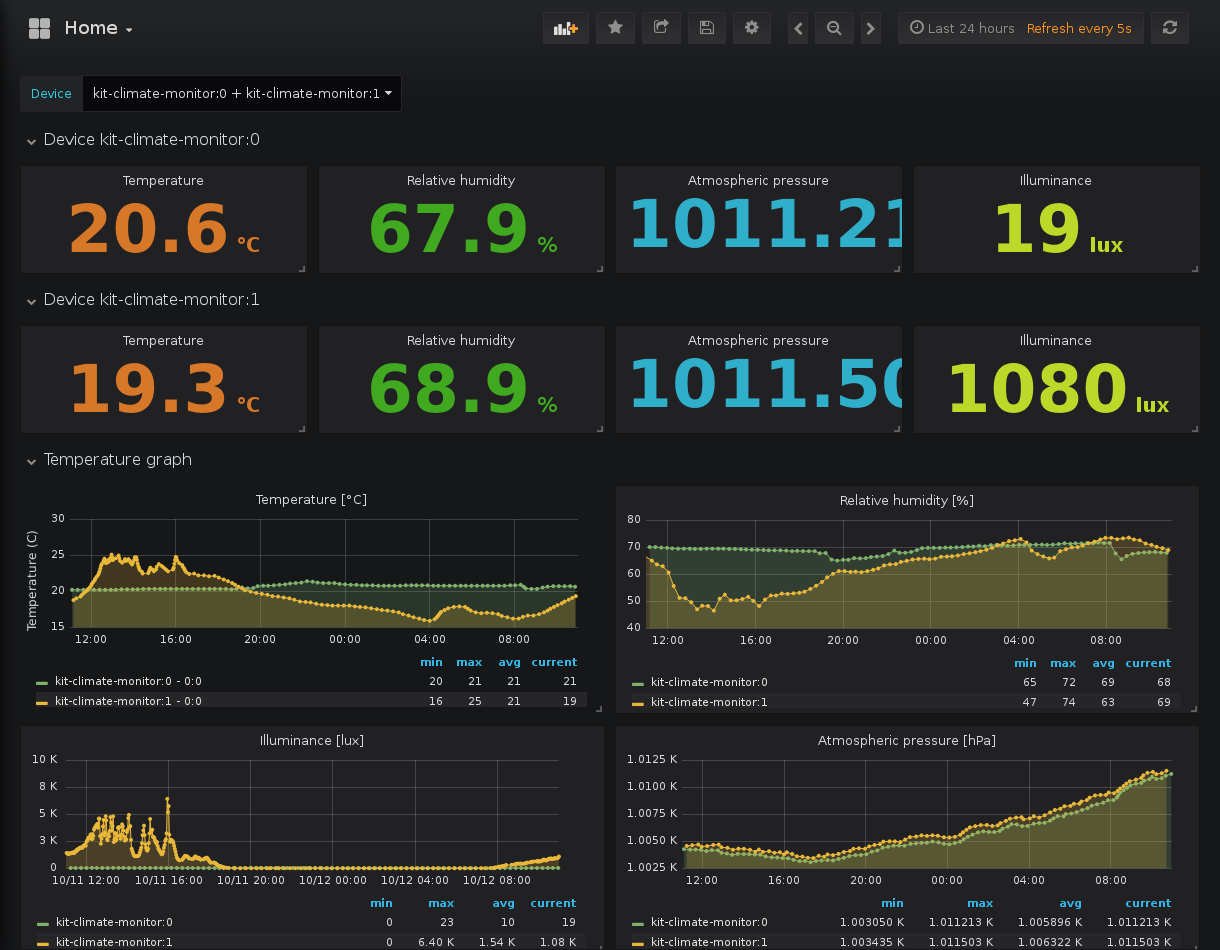 Home
Last 24 hours Refresh every 5s
Device kit-climate-monitor:0 + kit-climate-monitor:1
Device kit-climate-monitor:0
Temperature Relative humidity Atmospheric pressure Illuminance
20.6 °C 67.9 % 1011.21 19 lux
Device kit-climate-monitor:1
Temperature Relative humidity Atmospheric pressure Illuminance
19.3 °C 68.9 % 1011.50 1080 lux
Temperature graph
Temperature [°C]
Temperature (C)
30
25
20
15
12:00 16:00 20:00 00:00 04:00 08:00
min max avg current
kit-climate-monitor:0 - 0:0 20 21 21 21
kit-climate-monitor:1 - 0:0 16 25 21 19
Relative humidity [%]
80
70
60
50
40
12:00 16:00 20:00 00:00 04:00 08:00
min max avg current
kit-climate-monitor:0 65 72 69 68
kit-climate-monitor:1 47 74 63 69
Illuminance [lux]
10 K
8 K
5 K
3 K
0
10/11 12:00 10/11 16:00 10/11 20:00 10/12 00:00 10/12 04:00 10/12 08:00
min max avg current
kit-climate-monitor:0 0 23 10 19
kit-climate-monitor:1 0 6.40 K 1.54 K 1.08 K
Atmospheric pressure [hPa]
1.0125 K
1.0100 K
1.0075 K
1.0050 K
1.0025 K
12:00 16:00 20:00 00:00 04:00 08:00
min max avg current
kit-climate-monitor:0 1.003050 K 1.011213 K 1.005896 K 1.011213 K
kit-climate-monitor:1 1.003435 K 1.011503 K 1.006322 K 1.011503 K